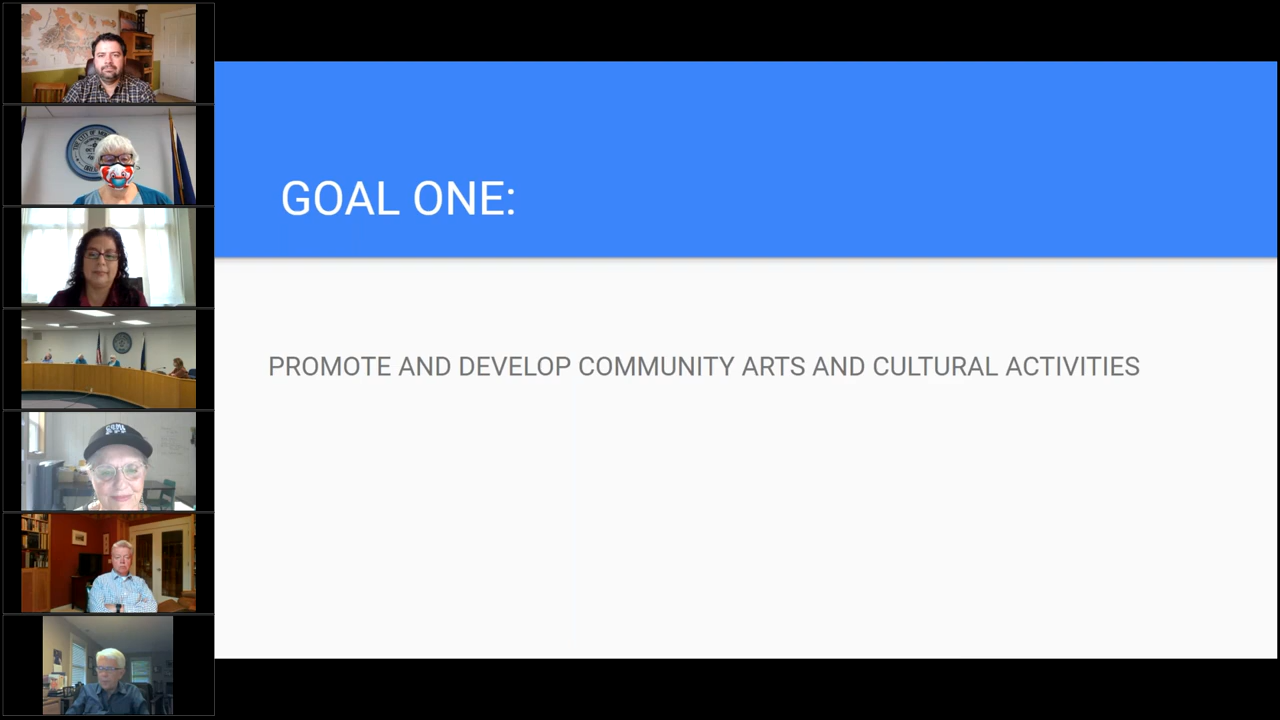 GOAL ONE:
PROMOTE AND DEVELOP COMMUNITY ARTS AND CULTURAL ACTIVITIES